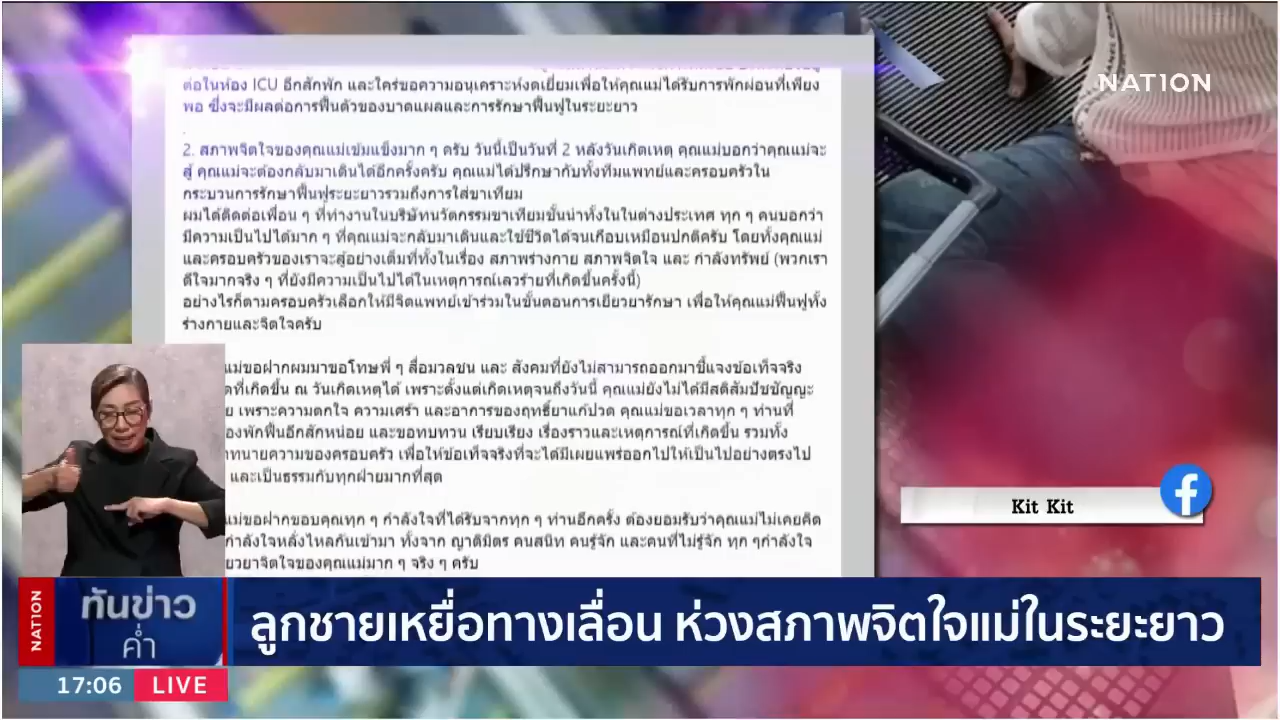 NATION
ต่อในห้อง ICU อีกสักพัก และใคร่ขอความอนุเคราะห์งดเยี่ยมเพื่อให้คุณแม่ได้รับการพักผ่อนที่เพียง
พอ ซึ่งจะมีผลต่อการฟื้นตัวของบาดแผลและการรักษาฟื้นฟูในระยะยาว
.
2. สภาพจิตใจของคุณแม่เข้มแข็งมาก ๆ ครับ วันนี้เป็นวันที่ 2 หลังวันเกิดเหตุ คุณแม่บอกว่าคุณแม่จะ
สู้ คุณแม่จะต้องกลับมาเดินได้อีกครั้งครับ คุณแม่ได้ปรึกษากับทั้งทีมแพทย์และครอบครัวใน
กระบวนการรักษาฟื้นฟูระยะยาวรวมถึงการใส่ขาเทียม
ผมได้ติดต่อเพื่อน ๆ ที่ทำงานในบริษัทนวัตกรรมขาเทียมชั้นนำทั้งในในต่างประเทศ ทุก ๆ คนบอกว่า
มีความเป็นไปได้มาก ๆ ที่คุณแม่จะกลับมาเดินและใช้ชีวิตได้จนเกือบเหมือนปกติครับ โดยทั้งคุณแม่
และครอบครัวของเราจะสู้อย่างเต็มที่ทั้งในเรื่อง สภาพร่างกาย สภาพจิตใจ และ กำลังทรัพย์ (พวกเรา
ดีใจมากจริง ๆ ที่ยังมีความเป็นไปได้ในเหตุการณ์เลวร้ายที่เกิดขึ้นครั้งนี้)
อย่างไรก็ตามครอบครัวเลือกให้มีจิตแพทย์เข้าร่วมในขั้นตอนการเยียวยารักษา เพื่อให้คุณแม่ฟื้นฟูทั้ง
ร่างกายและจิตใจครับ
แม่ขอฝากผมมาขอโทษพี่ ๆ สื่อมวลชน และ สังคมที่ยังไม่สามารถออกมาชี้แจงข้อเท็จจริง
ดที่เกิดขึ้น ณ วันเกิดเหตุได้ เพราะตั้งแต่เกิดเหตุจนถึงวันนี้ คุณแม่ยังไม่ได้มีสติสัมปชัญญะ
ย เพราะความตกใจ ความเศร้า และอาการของฤทธิ์ยาแก้ปวด คุณแม่ขอเวลาทุก ๆ ท่านที่
องพักฟื้นอีกสักหน่อย และขอทบทวน เรียบเรียง เรื่องราวและเหตุการณ์ที่เกิดขึ้น รวมทั้ง
ทนายความของครอบครัว เพื่อให้ข้อเท็จจริงที่จะได้มีเผยแพร่ออกไปให้เป็นไปอย่างตรงไป
และเป็นธรรมกับทุกฝ่ายมากที่สุด
แม่ขอฝากขอบคุณทุก ๆ กำลังใจที่ได้รับจากทุก ๆ ท่านอีกครั้ง ต้องยอมรับว่าคุณแม่ไม่เคยคิด
กำลังใจหลั่งไหลกันเข้ามา ทั้งจาก ญาติมิตร คนสนิท คนรู้จัก และคนที่ไม่รู้จัก ทุก ๆกำลังใจ
ยวยาจิตใจของคุณแม่มาก ๆ จริง ๆ ครับ
Kit Kit
NATION
ทันข่าว
ค่ำ
ลูกชายเหยื่อทางเลื่อน ห่วงสภาพจิตใจแม่ในระยะยาว
17:06 LIVE